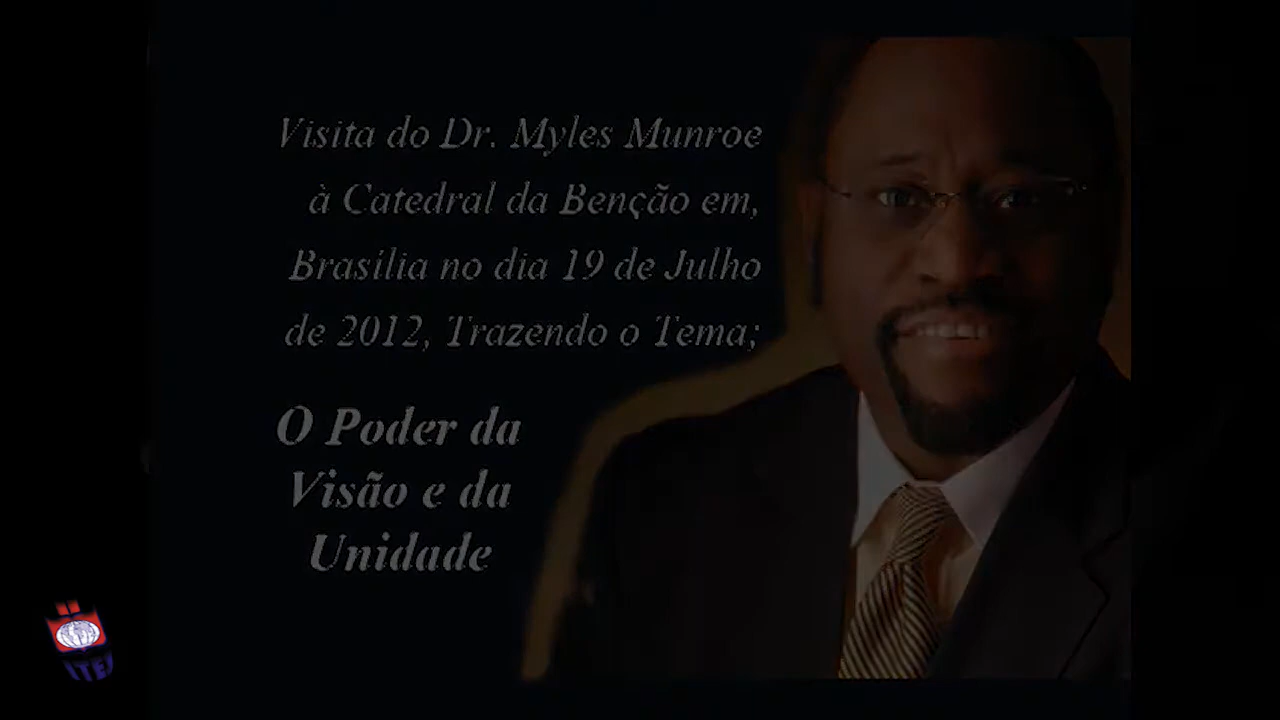 Visita do Dr. Myles Munroe
à Catedral da Benção em,
Brasília no dia 19 de Julho
de 2012, Trazendo o Tema;
O Poder da
Visão e da
Unidade